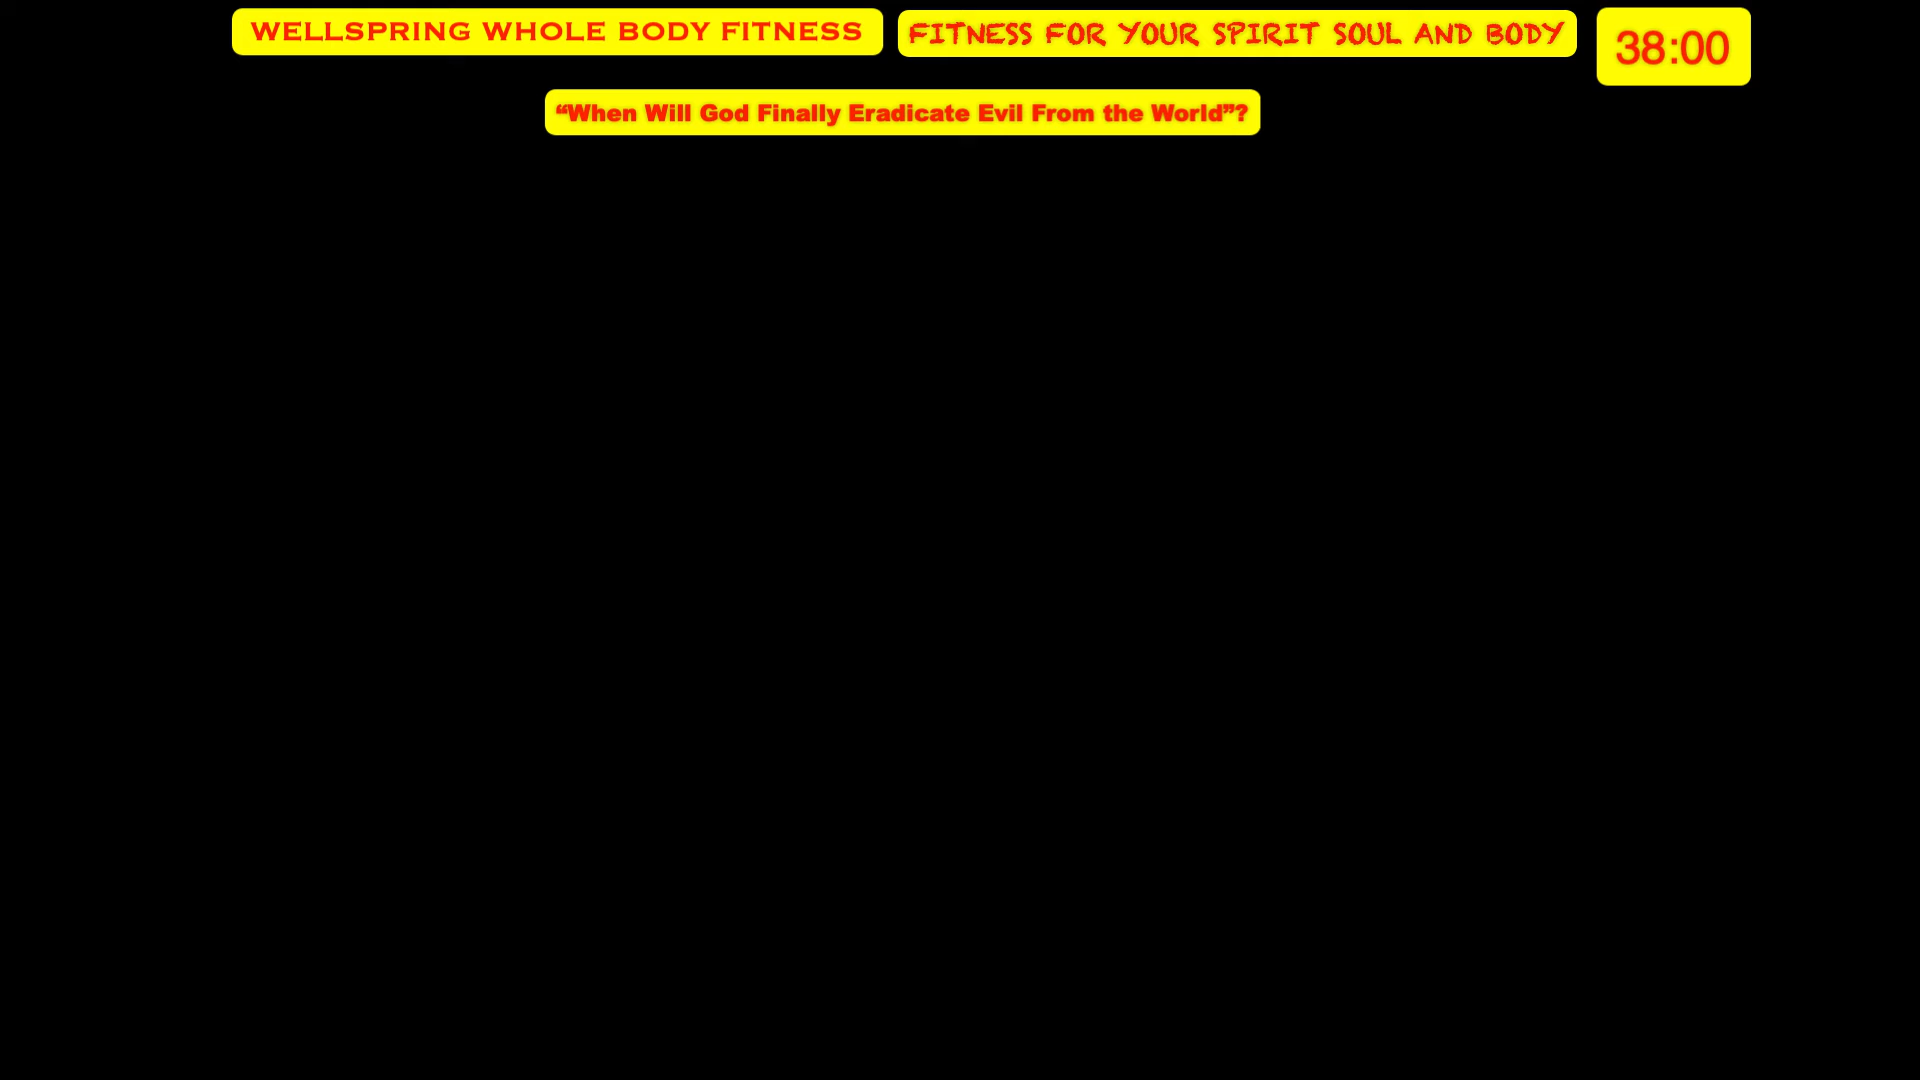 WELLSPRING WHOLE BODY FITNESS
FITNESS FOR YOUR SPIRIT SOUL AND BODY
38:00
“When Will God Finally Eradicate Evil From the World”?